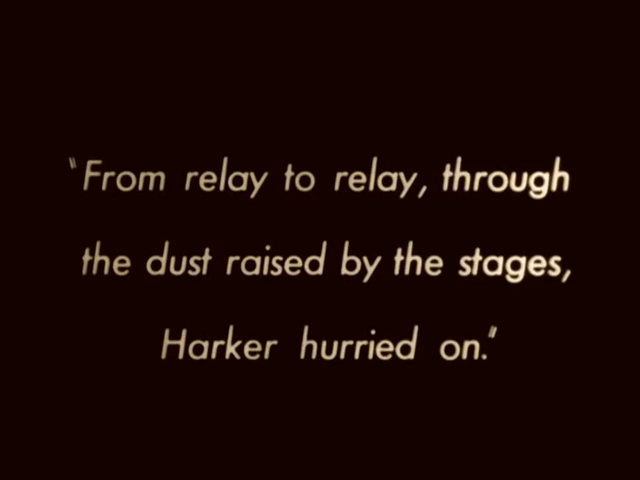 "From relay to relay, through
the dust raised by the stages,
Harker hurried on."